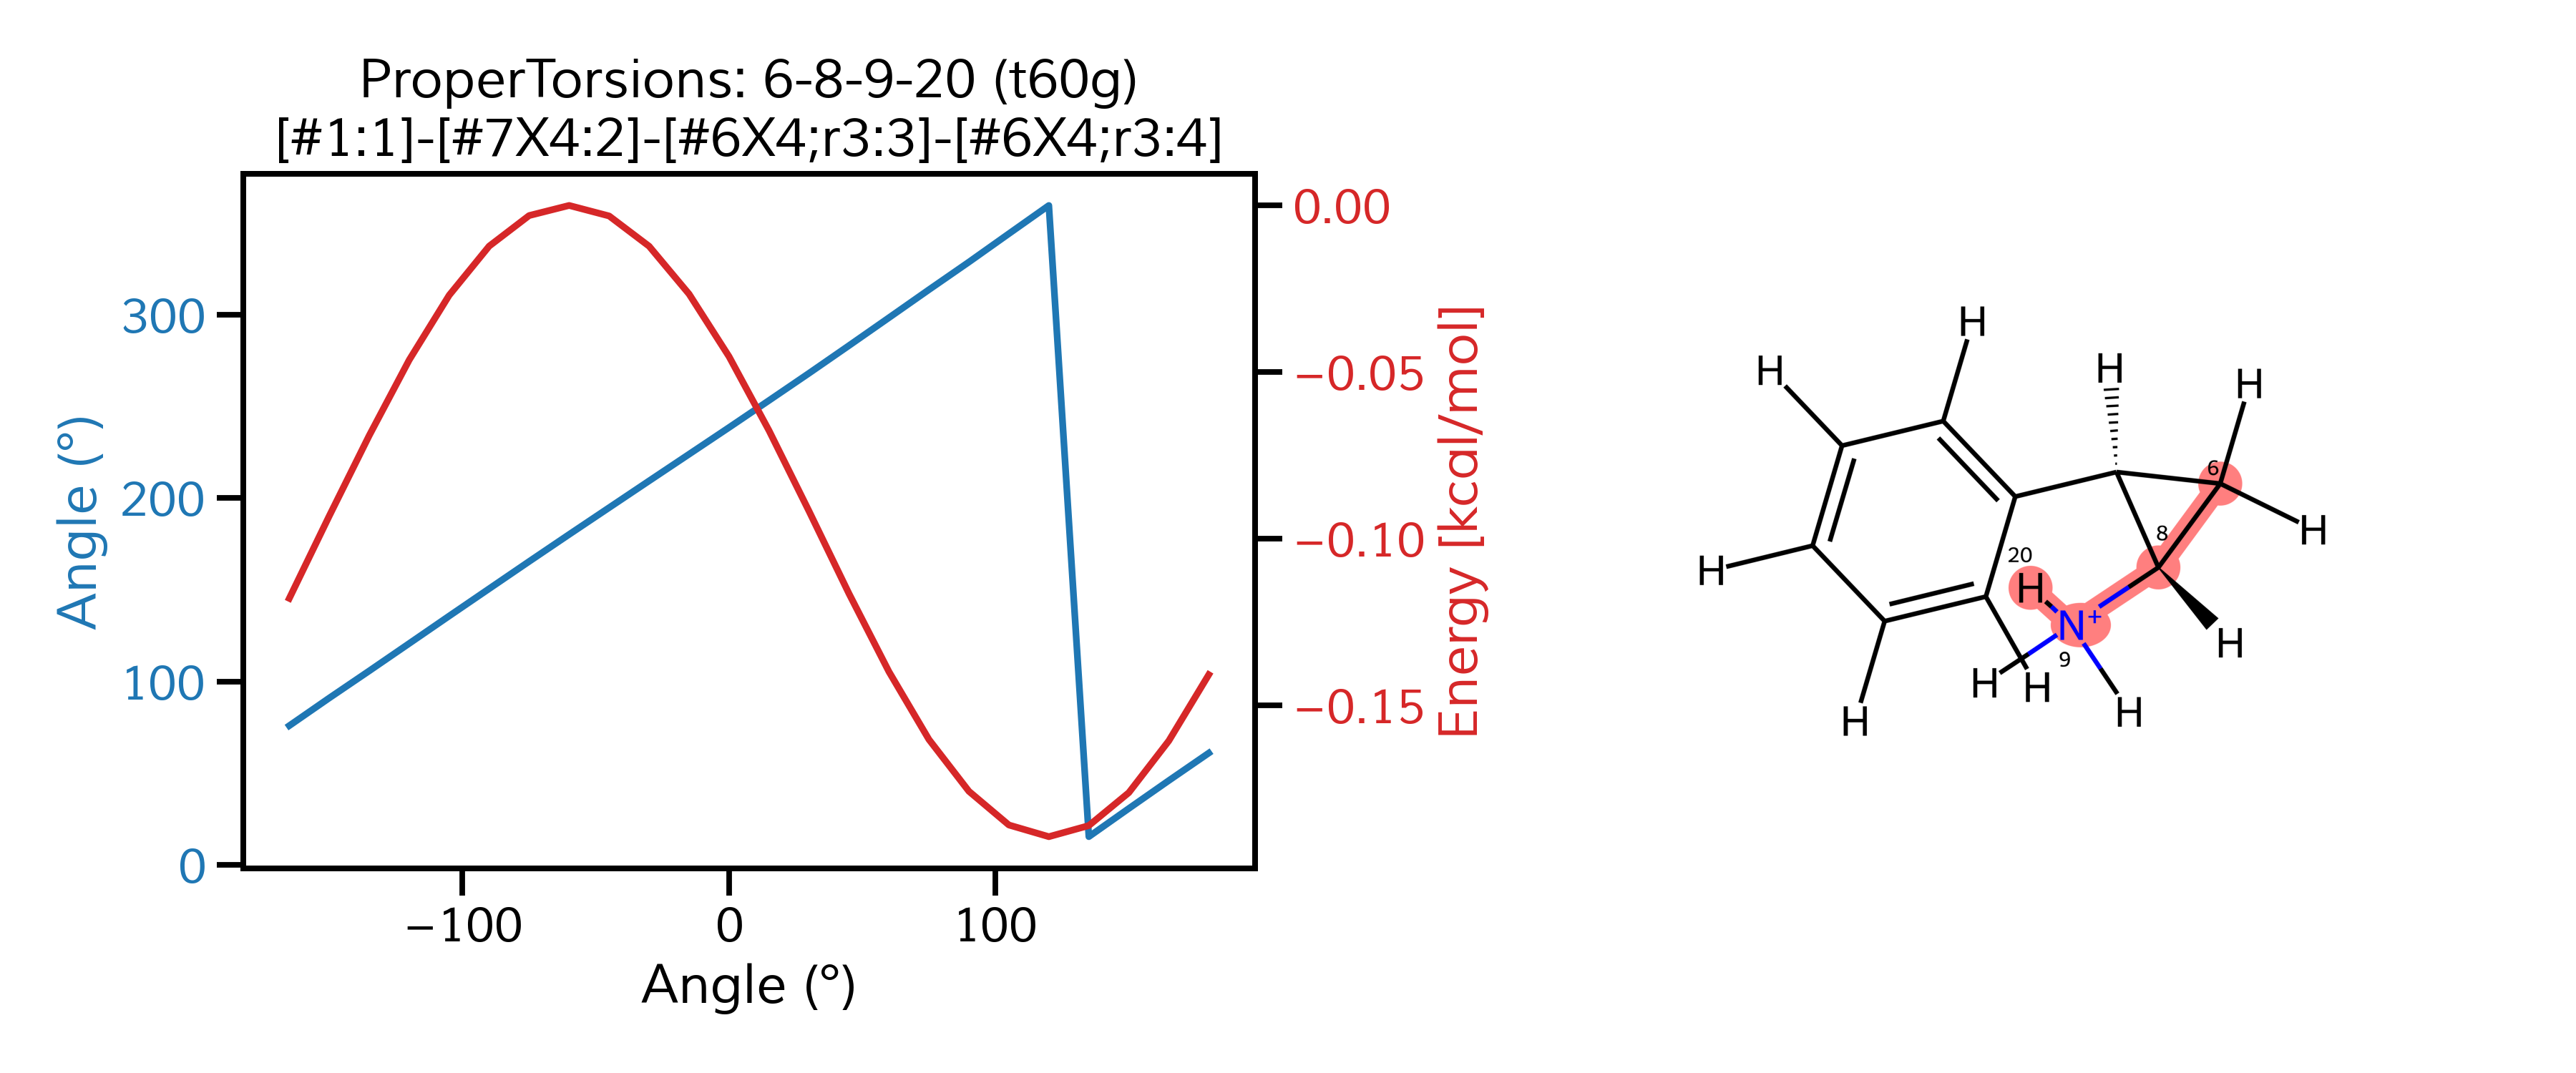 ProperTorsions: 6-8-9-20 (t60g)
[#1:1]-[#7X4:2]-[#6X4;r3:3]-[#6X4;r3:4]
300
200
100
0
Angle (°)
−100
0
100
Angle (°)
0.00
−0.05
−0.10
−0.15
Energy [kcal/mol]
H
H
H
H
6
8
H
20
H
H
N+
9
H
H
H
H
H